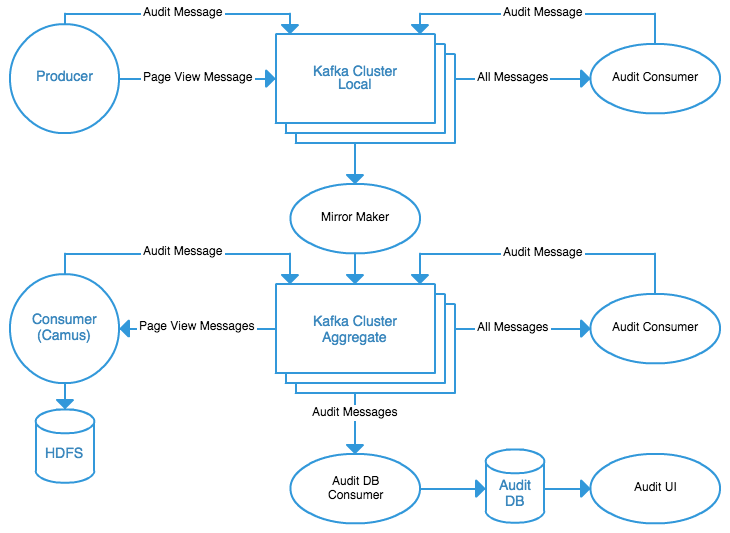 Audit Message
Audit Message
Producer
Page View Message
Kafka Cluster
Local
All Messages
Audit Consumer
Mirror Maker
Audit Message
Audit Message
Consumer
(Camus)
Page View Messages
Kafka Cluster
Aggregate
All Messages
Audit Consumer
Audit Messages
HDFS
Audit DB
Consumer
Audit
DB
Audit UI